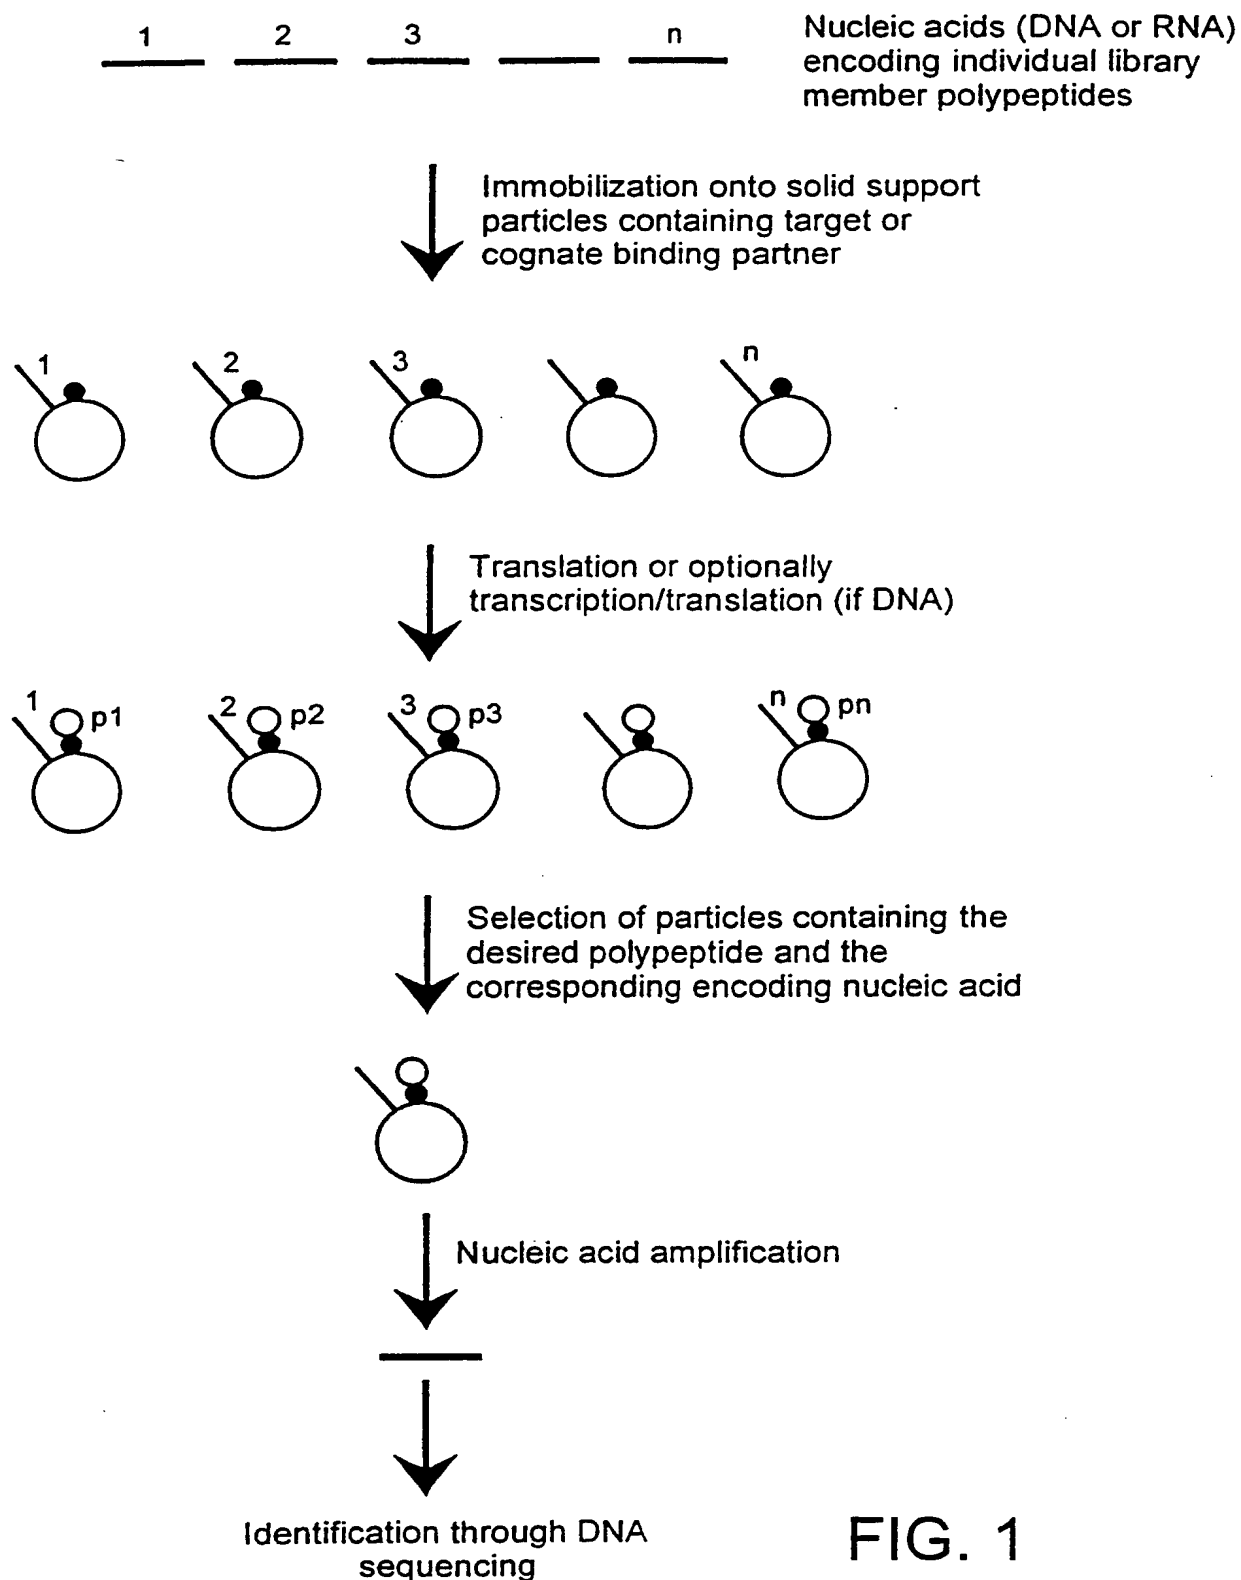 1 2 3 n
Nucleic acids (DNA or RNA)
encoding individual library
member polypeptides
Immobilization onto solid support
particles containing target or
cognate binding partner
1 2 3 n
Translation or optionally
transcription/translation (if DNA)
1 p1 2 p2 3 p3 n pn
Selection of particles containing the
desired polypeptide and the
corresponding encoding nucleic acid
Nucleic acid amplification
Identification through DNA
sequencing
FIG. 1